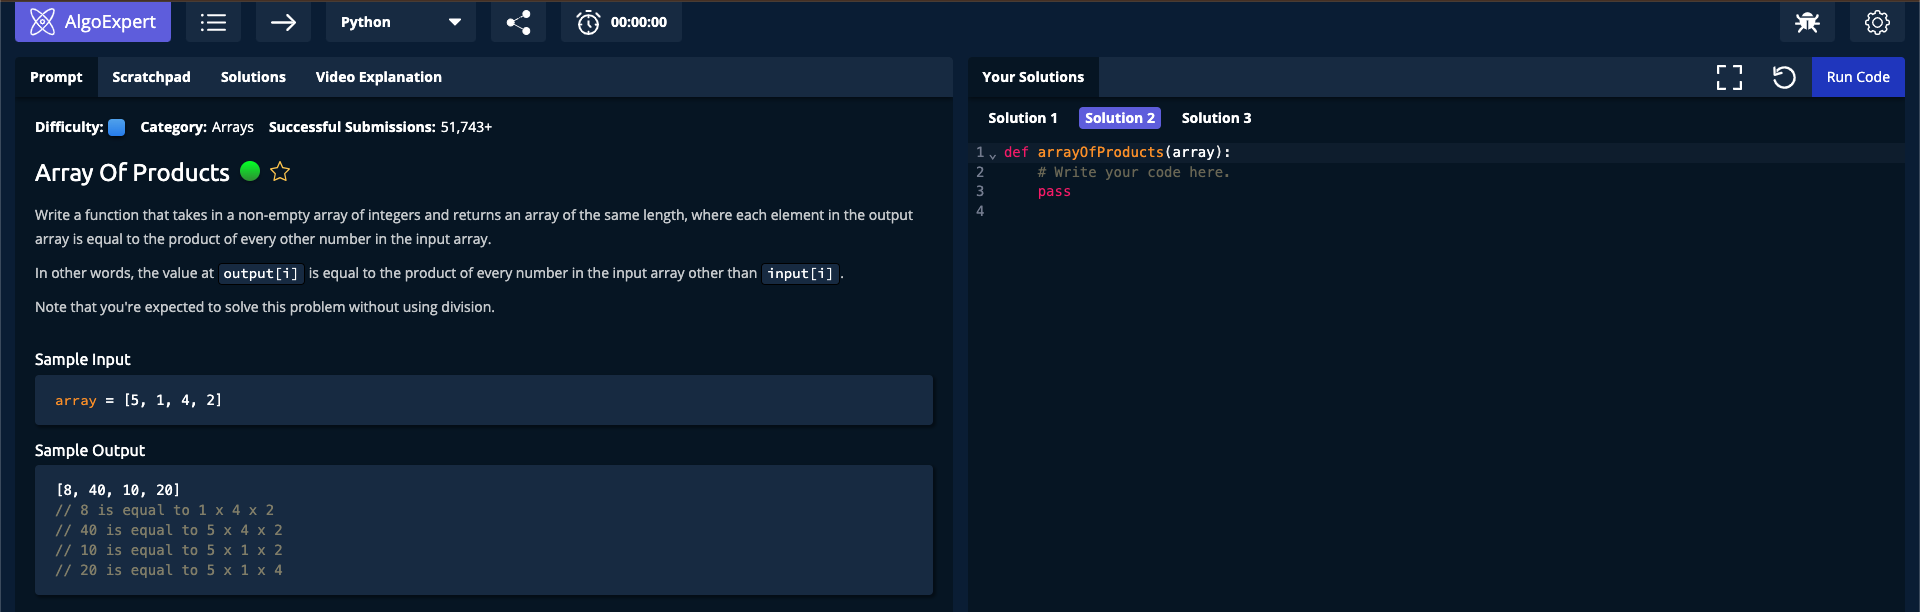 AlgoExpert
Python
00:00:00
Prompt Scratchpad Solutions Video Explanation
Difficulty: Category: Arrays Successful Submissions: 51,743+
Array Of Products
Write a function that takes in a non-empty array of integers and returns an array of the same length, where each element in the output
array is equal to the product of every other number in the input array.
In other words, the value at output[i] is equal to the product of every number in the input array other than input[i] .
Note that you're expected to solve this problem without using division.
Sample Input
array = [5, 1, 4, 2]
Sample Output
[8, 40, 10, 20]
// 8 is equal to 1 x 4 x 2
// 40 is equal to 5 x 4 x 2
// 10 is equal to 5 x 1 x 2
// 20 is equal to 5 x 1 x 4
Your Solutions
Run Code
Solution 1 Solution 2 Solution 3
1 def arrayOfProducts(array):
2 # Write your code here.
3 pass
4